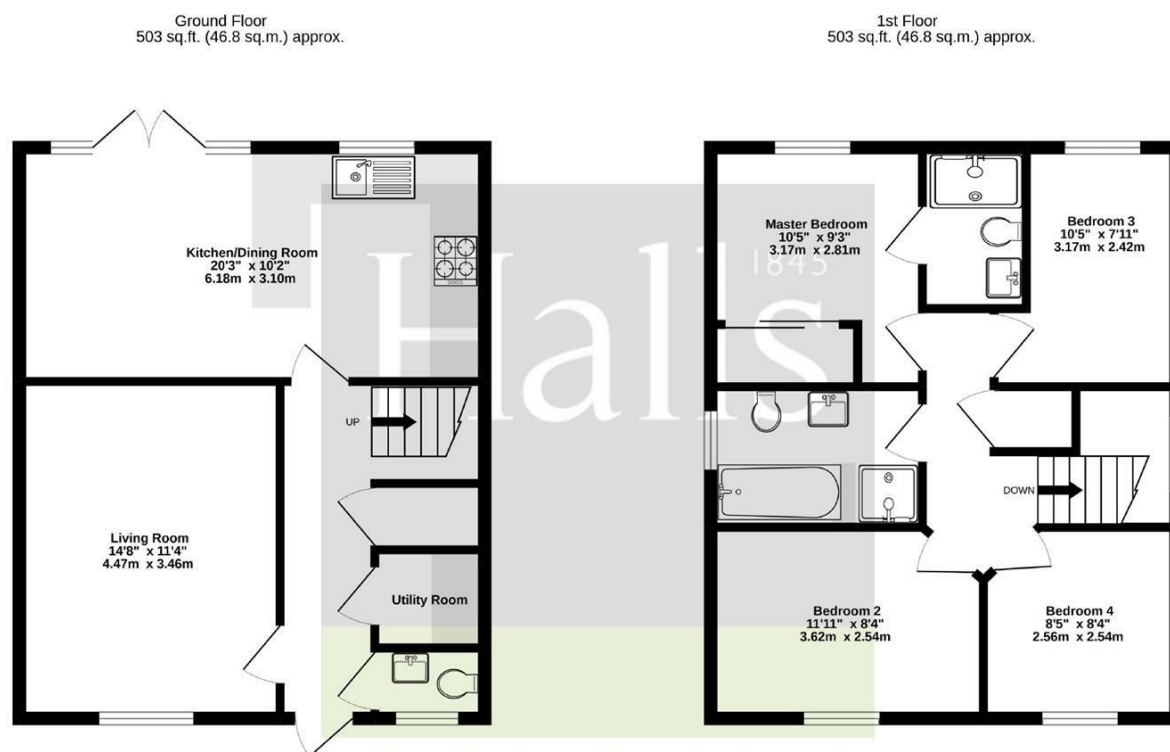 Ground Floor
503 sq.ft. (46.8 sq.m.) approx.
1st Floor
503 sq.ft. (46.8 sq.m.) approx.
Kitchen/Dining Room
20'3" x 10'2"
6.18m x 3.10m
UP
Living Room
14'8" x 11'4"
4.47m x 3.46m
Utility Room
Halls
1845
Master Bedroom
10'5" x 9'3"
3.17m x 2.81m
Bedroom 3
10'5" x 7'11"
3.17m x 2.42m
DOWN
Bedroom 2
11'11" x 8'4"
3.62m x 2.54m
Bedroom 4
8'5" x 8'4"
2.56m x 2.54m